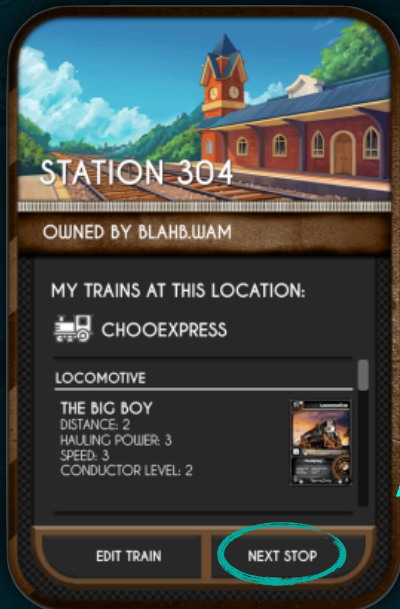 STATION 304
OWNED BY BLAHB.WAM
MY TRAINS AT THIS LOCATION:
CHOOEXPRESS
LOCOMOTIVE
THE BIG BOY
DISTANCE: 2
HAULING POWER: 3
SPEED: 3
CONDUCTOR LEVEL: 2
EDIT TRAIN
NEXT STOP